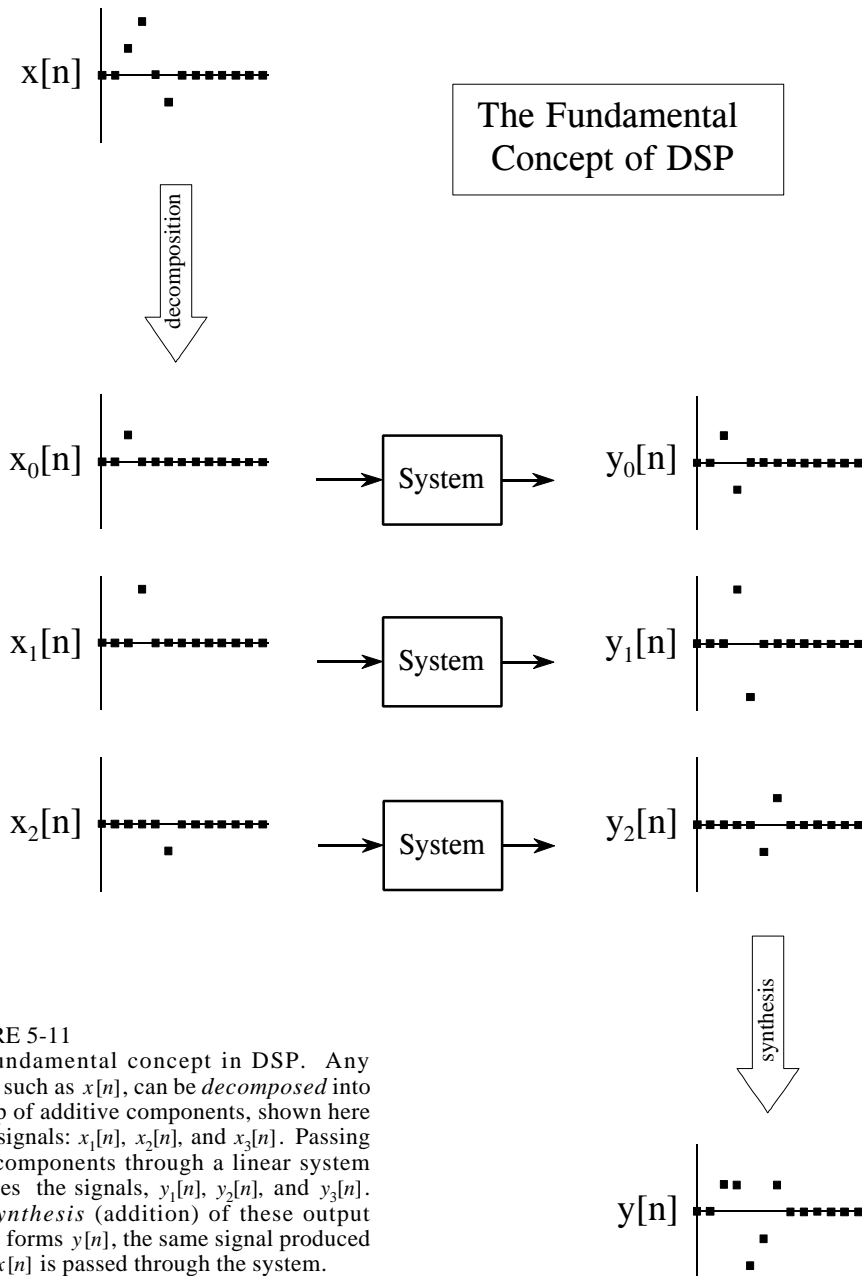 x[n]
The Fundamental
Concept of DSP
decomposition
x₀[n]
System
y₀[n]
x₁[n]
System
y₁[n]
x₂[n]
System
y₂[n]
synthesis
RE 5-11
undamental concept in DSP. Any
such as x[n], can be decomposed into
p of additive components, shown here
signals: x₁[n], x₂[n], and x₃[n]. Passing
components through a linear system
es the signals, y₁[n], y₂[n], and y₃[n].
ynthesis (addition) of these output
forms y[n], the same signal produced
x[n] is passed through the system.
y[n]